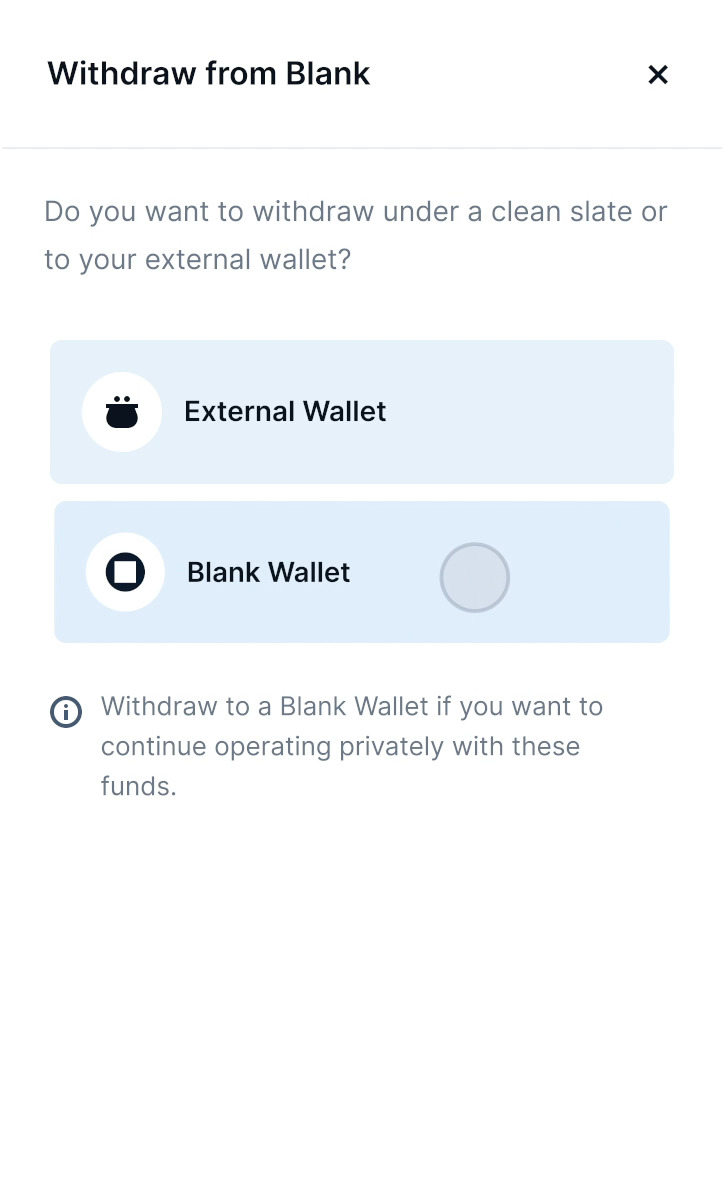 Withdraw from Blank
Do you want to withdraw under a clean slate or
to your external wallet?
External Wallet
Blank Wallet
Withdraw to a Blank Wallet if you want to
continue operating privately with these
funds.